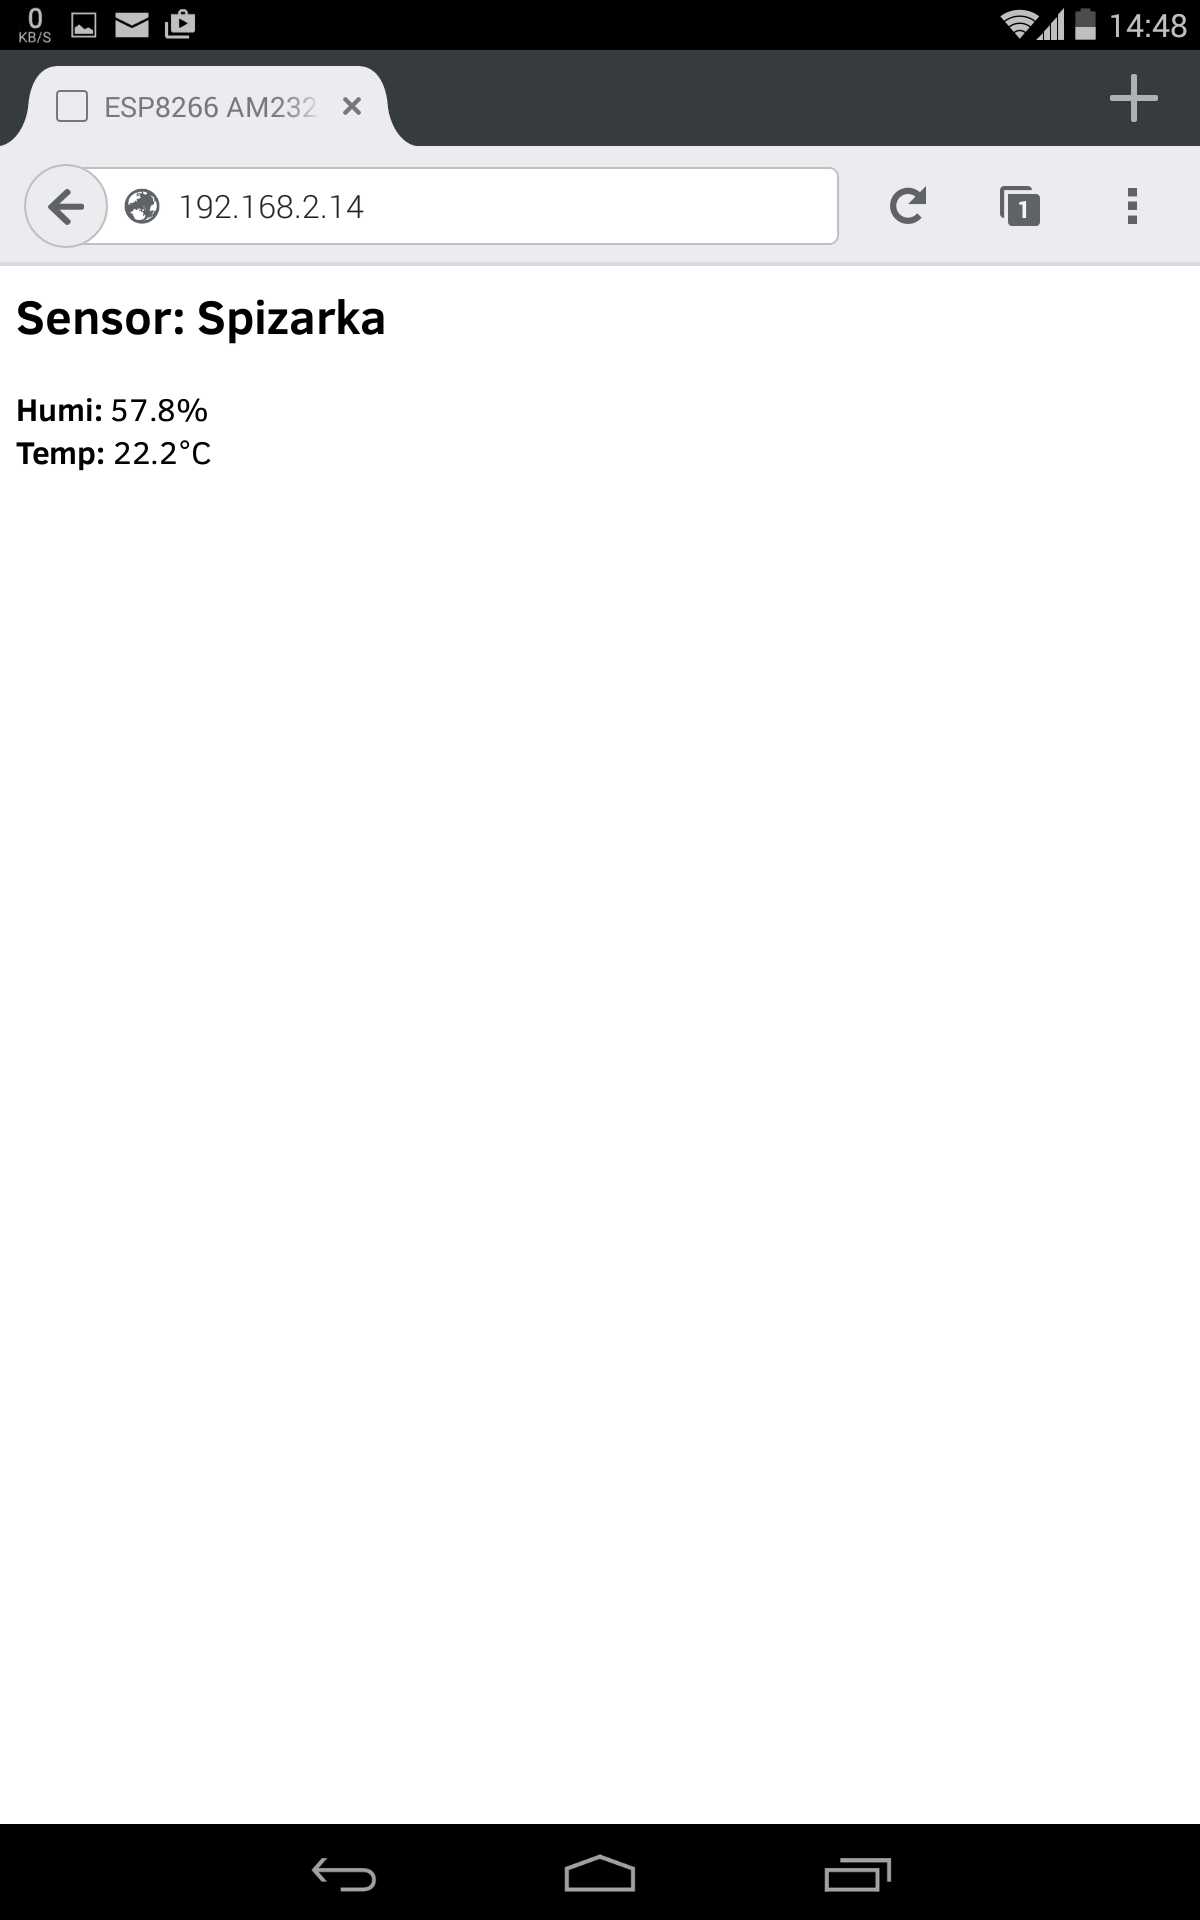 0
KB/S
14:48
ESP8266 AM232
192.168.2.14
1
Sensor: Spizarka
Humi: 57.8%
Temp: 22.2°C